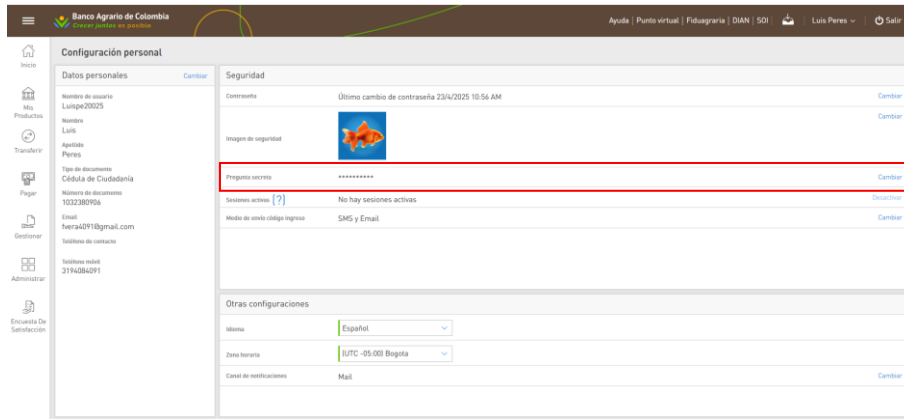 Banco Agrario de Colombia
Crecer juntos es posible
Ayuda | Punto virtual | Fiduagraria | DIAN | SOI |
Luis Peres
Salir
Inicio
Mis
Productos
Transferir
Pagar
Gestionar
Administrar
Encuesta De
Satisfacción
Configuración personal
Datos personales
Cambiar
Nombre de usuario
Luispe20025
Nombre
Luis
Apellido
Peres
Tipo de documento
Cédula de Ciudadanía
Número de documento
1032380906
Email
fvera4091@gmail.com
Teléfono de contacto
Teléfono móvil
3194084091
Seguridad
Contraseña
Último cambio de contraseña 23/4/2025 10:56 AM
Cambiar
Imagen de seguridad
Cambiar
Pregunta secreta
**********
Cambiar
Sesiones activas (?)
No hay sesiones activas
Desactivar
Medio de envío código ingreso
SMS y Email
Cambiar
Otras configuraciones
Idioma
Español
Zona horaria
(UTC -05:00) Bogota
Canal de notificaciones
Mail
Cambiar